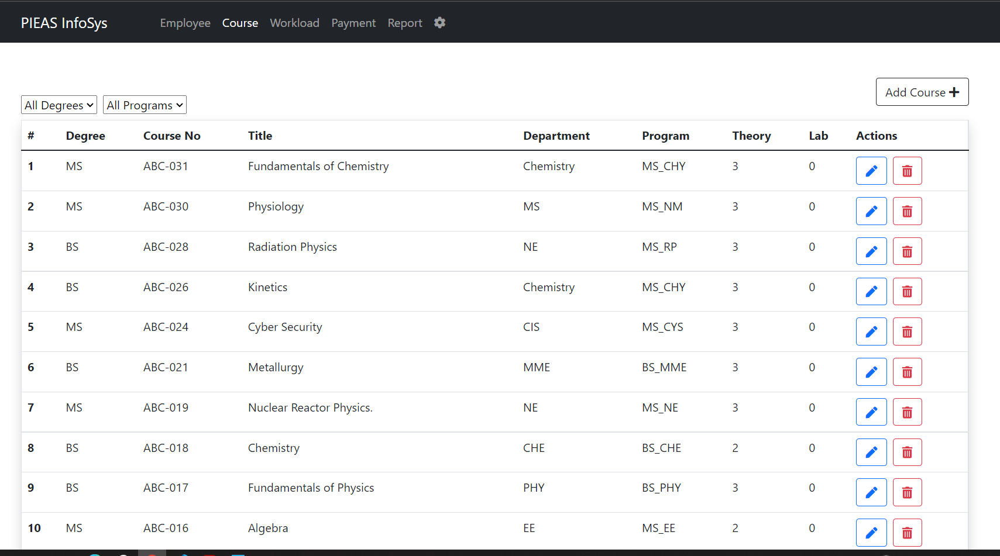 PIEAS InfoSys Employee Course Workload Payment Report
Add Course
All Degrees All Programs
# Degree Course No Title Department Program Theory Lab Actions
1 MS ABC-031 Fundamentals of Chemistry Chemistry MS_CHY 3 0
2 MS ABC-030 Physiology MS MS_NM 3 0
3 BS ABC-028 Radiation Physics NE MS_RP 3 0
4 BS ABC-026 Kinetics Chemistry MS_CHY 3 0
5 MS ABC-024 Cyber Security CIS MS_CYS 3 0
6 BS ABC-021 Metallurgy MME BS_MME 3 0
7 MS ABC-019 Nuclear Reactor Physics. NE MS_NE 3 0
8 BS ABC-018 Chemistry CHE BS_CHE 2 0
9 BS ABC-017 Fundamentals of Physics PHY BS_PHY 3 0
10 MS ABC-016 Algebra EE MS_EE 2 0